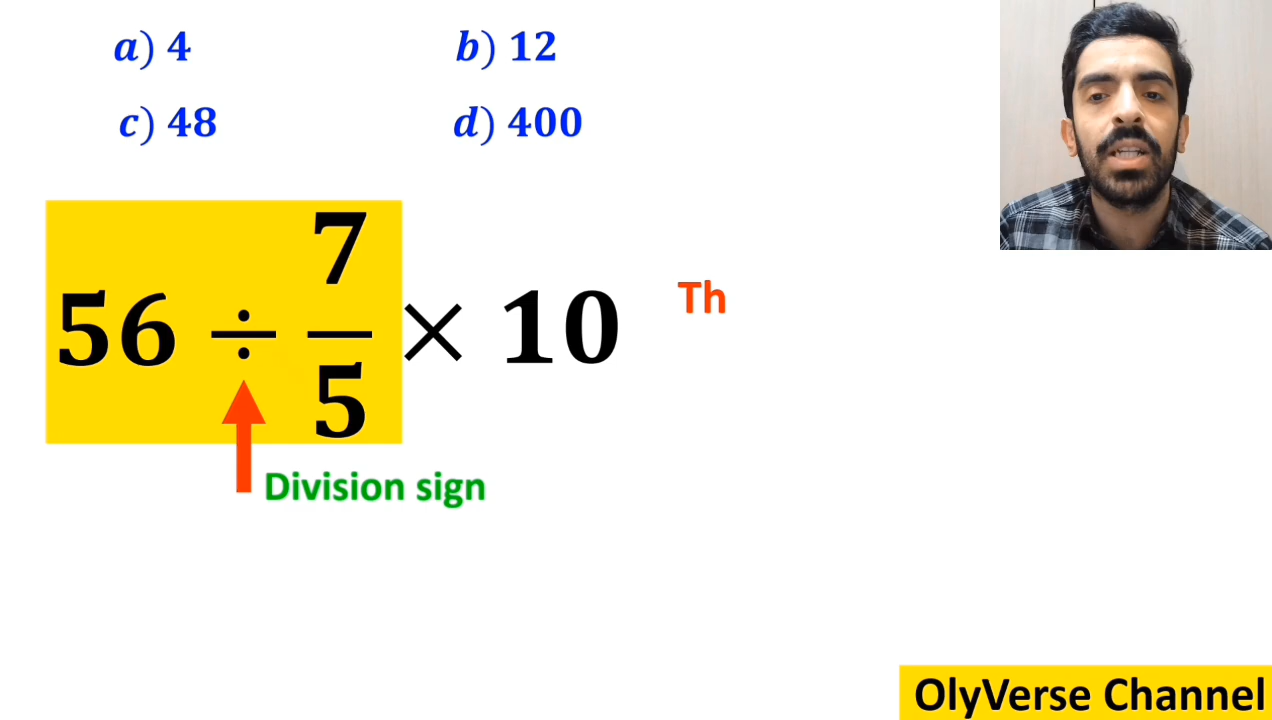 a) 4 b) 12
c) 48 d) 400
56 ÷ 7/5 × 10 Th
Division sign
OlyVerse Channel